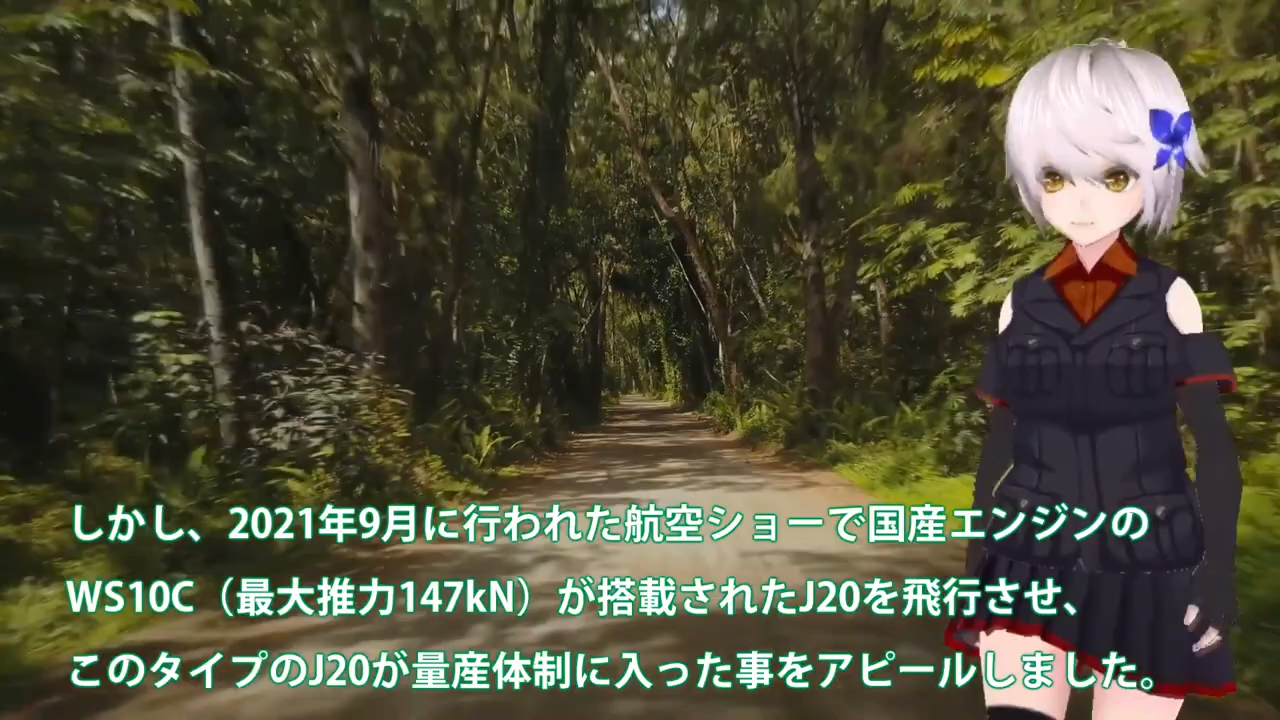 しかし、2021年9月に行われた航空ショーで国産エンジンの
WS10C（最大推力147kN）が搭載されたJ20を飛行させ、
このタイプのJ20が量産体制に入った事をアピールしました。